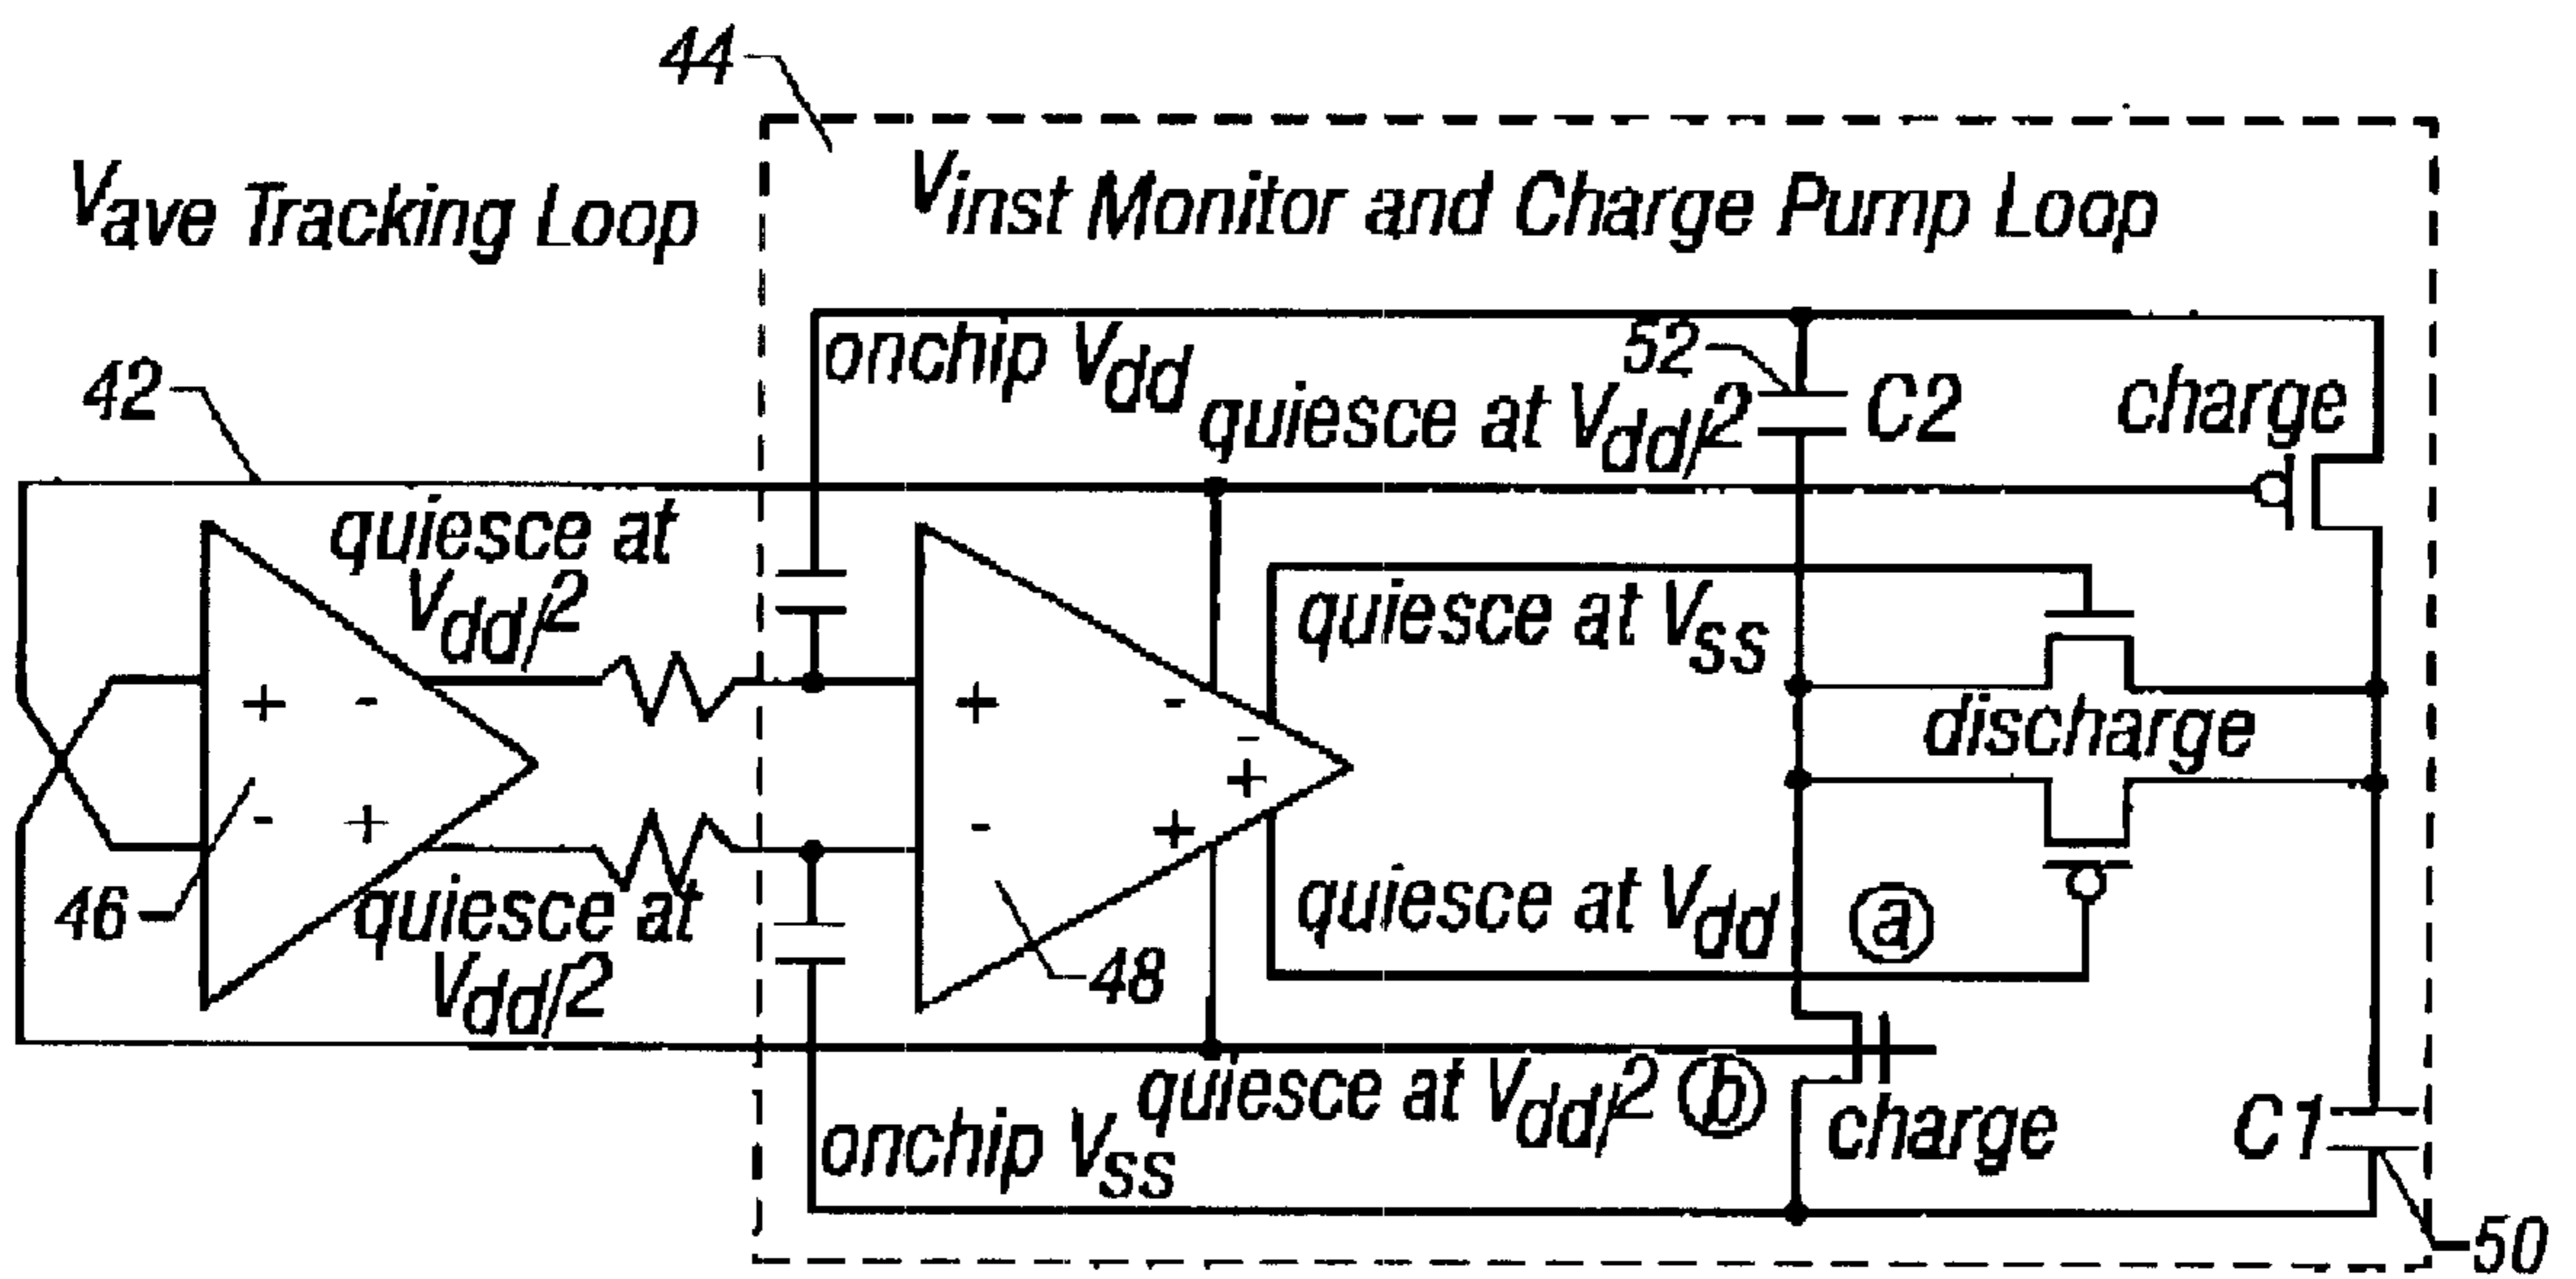 44
Vave Tracking Loop
Vinst Monitor and Charge Pump Loop
onchip Vdd
52
C2
charge
42
quiesce at Vdd/2
quiesce at
Vdd/2
quiesce at Vss
+
-
+
-
-
+
discharge
-
+
-
+
46
quiesce at
Vdd/2
48
quiesce at Vdd
a
quiesce at Vdd/2
b
charge
C1
onchip Vss
50